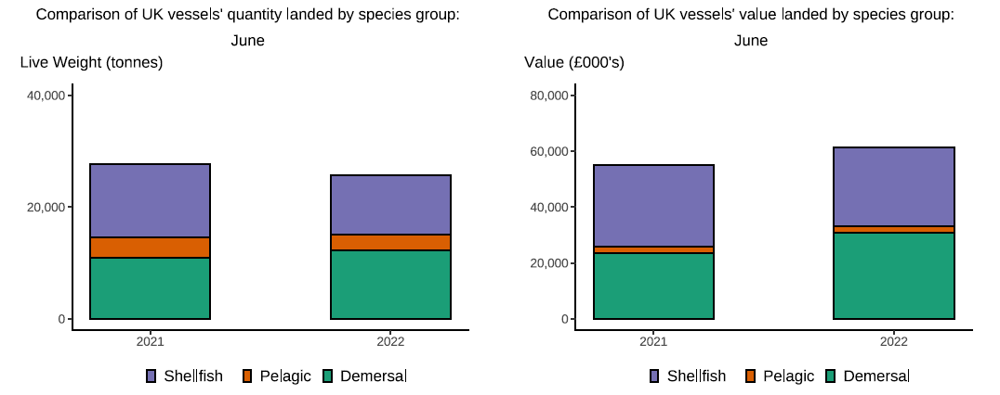 Comparison of UK vessels' quantity landed by species group:
June
Live Weight (tonnes)
40,000
20,000
0
2021 2022
Shellfish Pelagic Demersal
Comparison of UK vessels' value landed by species group:
June
Value (£000's)
80,000
60,000
40,000
20,000
0
2021 2022
Shellfish Pelagic Demersal